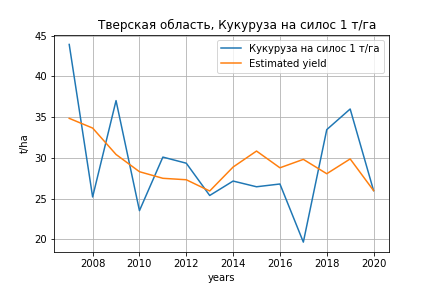 Тверская область, Кукуруза на силос 1 т/га
Кукуруза на силос 1 т/га
Estimated yield
t/ha
45
40
35
30
25
20
2008
2010
2012
2014
2016
2018
2020
years